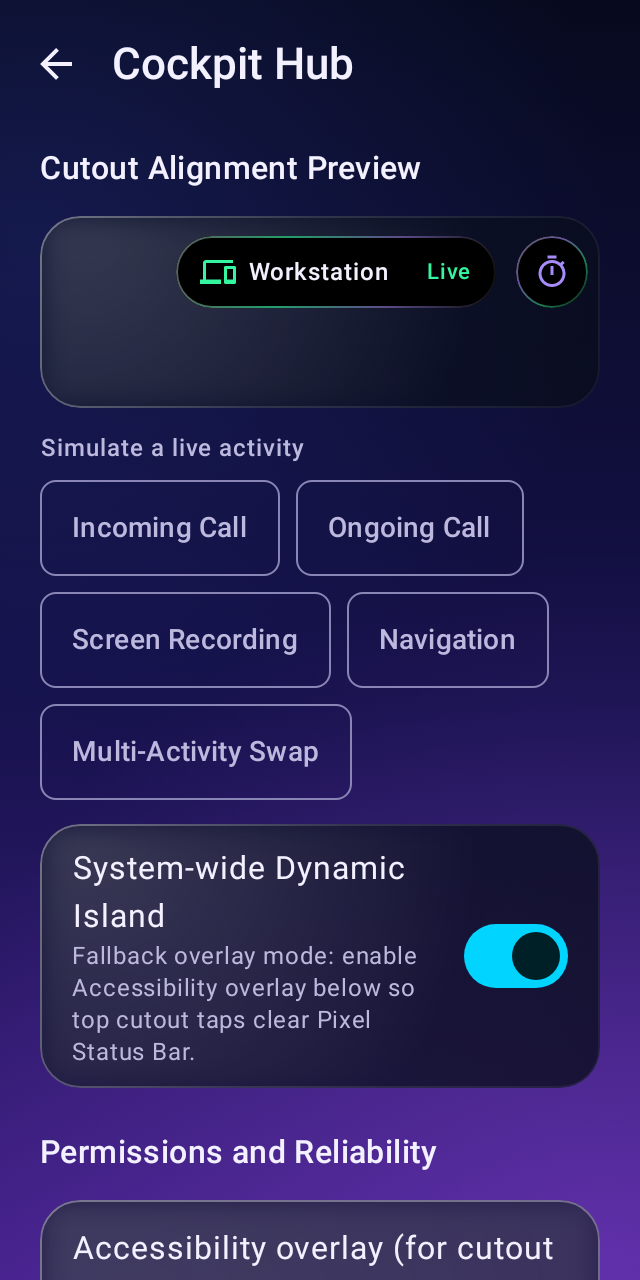 Cockpit Hub
Cutout Alignment Preview
Workstation Live
Simulate a live activity
Incoming Call
Ongoing Call
Screen Recording
Navigation
Multi-Activity Swap
System-wide Dynamic
Island
Fallback overlay mode: enable
Accessibility overlay below so
top cutout taps clear Pixel
Status Bar.
Permissions and Reliability
Accessibility overlay (for cutout